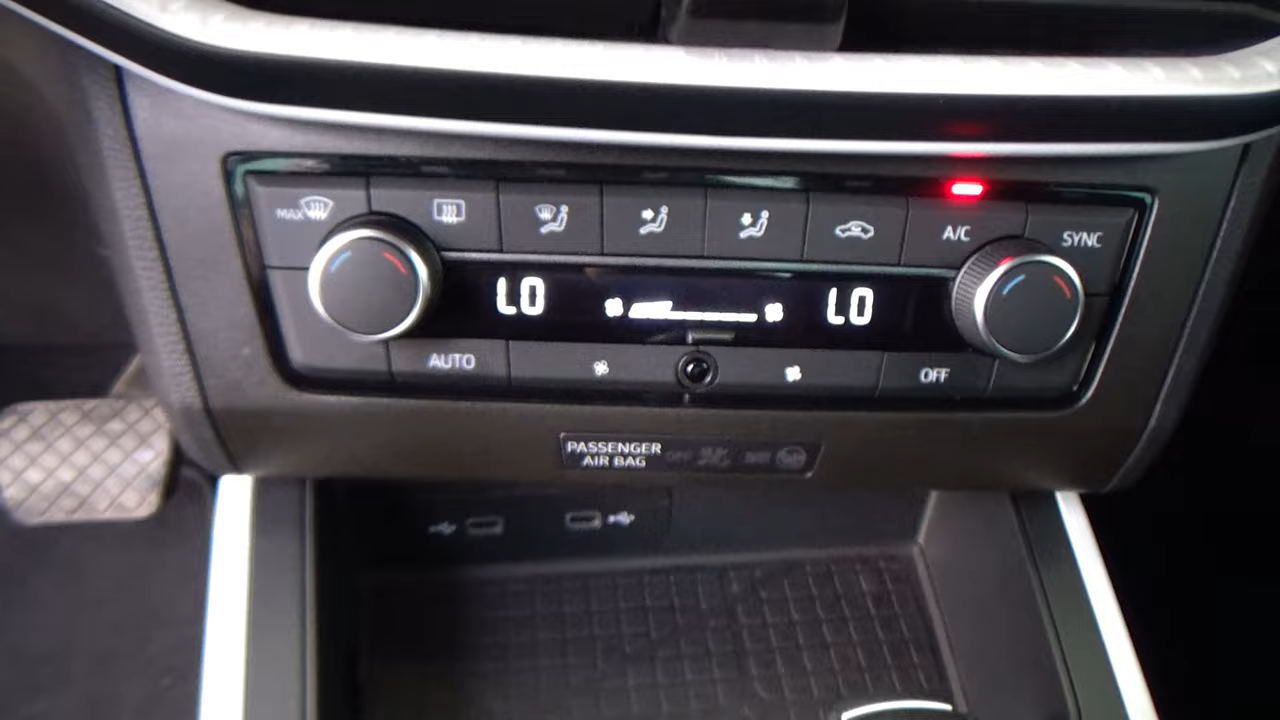 MAX
A/C
SYNC
LO
LO
AUTO
OFF
PASSENGER
AIR BAG
OFF